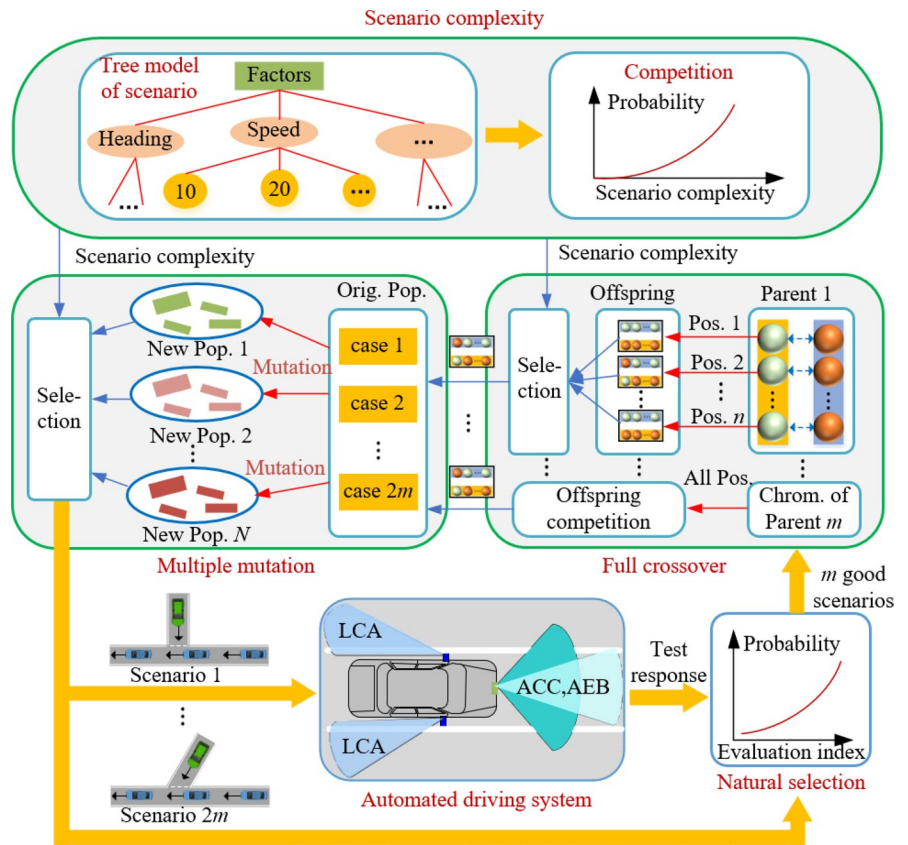 Scenario complexity
Tree model
of scenario
Factors
Heading
Speed
...
10
20
...
...
...
Competition
Probability
Scenario complexity
Scenario complexity
Scenario complexity
Orig. Pop.
Offspring
Parent 1
New Pop. 1
Mutation
New Pop. 2
Mutation
New Pop. N
Sele-
ction
case 1
case 2
case 2m
Sele-
ction
Pos. 1
Pos. 2
Pos. n
All Pos.
Offspring
competition
Chrom. of
Parent m
Multiple mutation
Full crossover
m good
scenarios
Scenario 1
Scenario 2m
LCA
ACC,AEB
LCA
Test
response
Probability
Evaluation index
Automated driving system
Natural selection